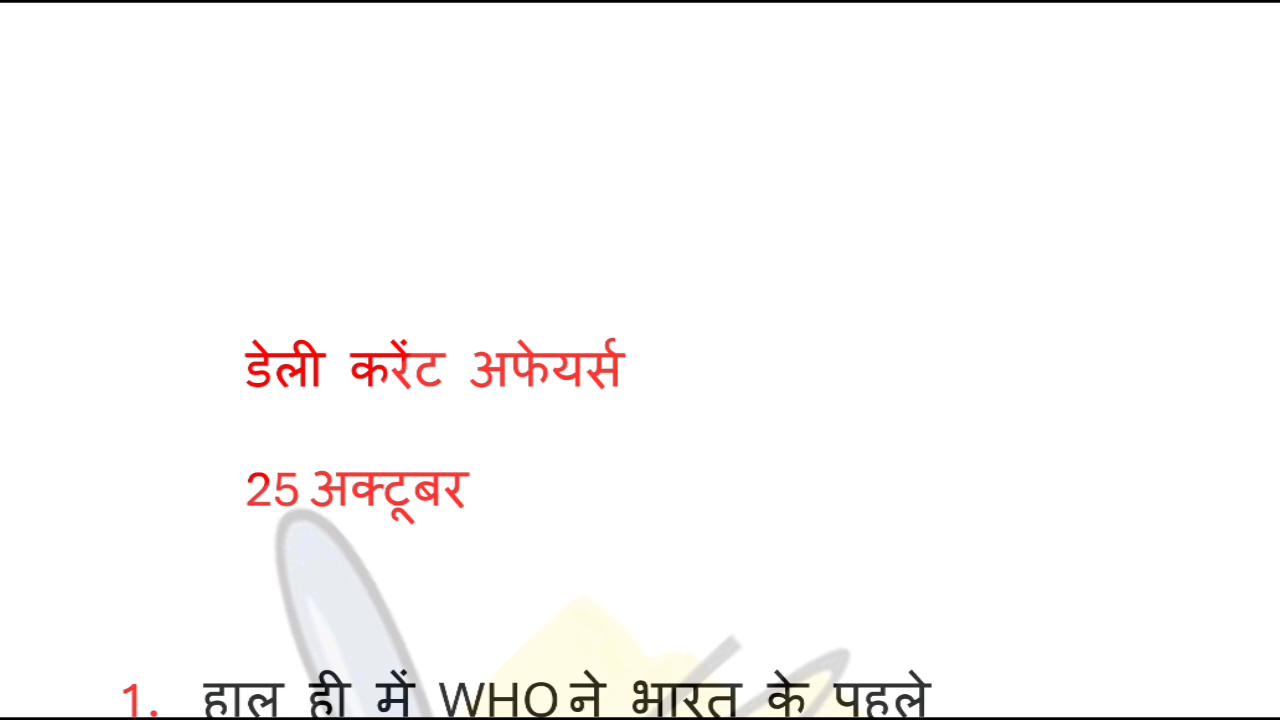 डेली करेंट अफेयर्स
25 अक्टूबर
1. हाल ही में WHO ने भारत के पहले